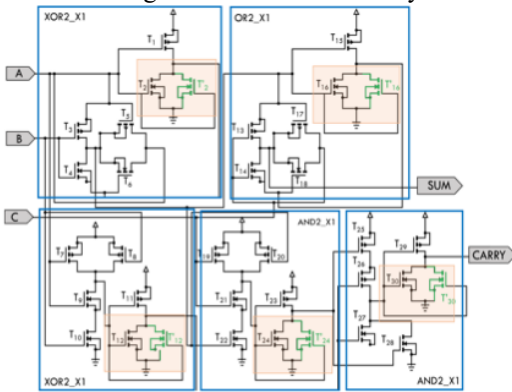 XOR2_X1
OR2_X1
T1
T15
A
T2
T'2
T16
T'16
T5
T17
B
T3
T13
T4
T14
T6
T18
SUM
C
AND2_X1
T25
T7
T8
T19
T20
T29
T26
CARRY
T9
T11
T21
T23
T30
T'30
T27
T10
T12
T'12
T22
T24
T'24
T28
XOR2_X1
AND2_X1